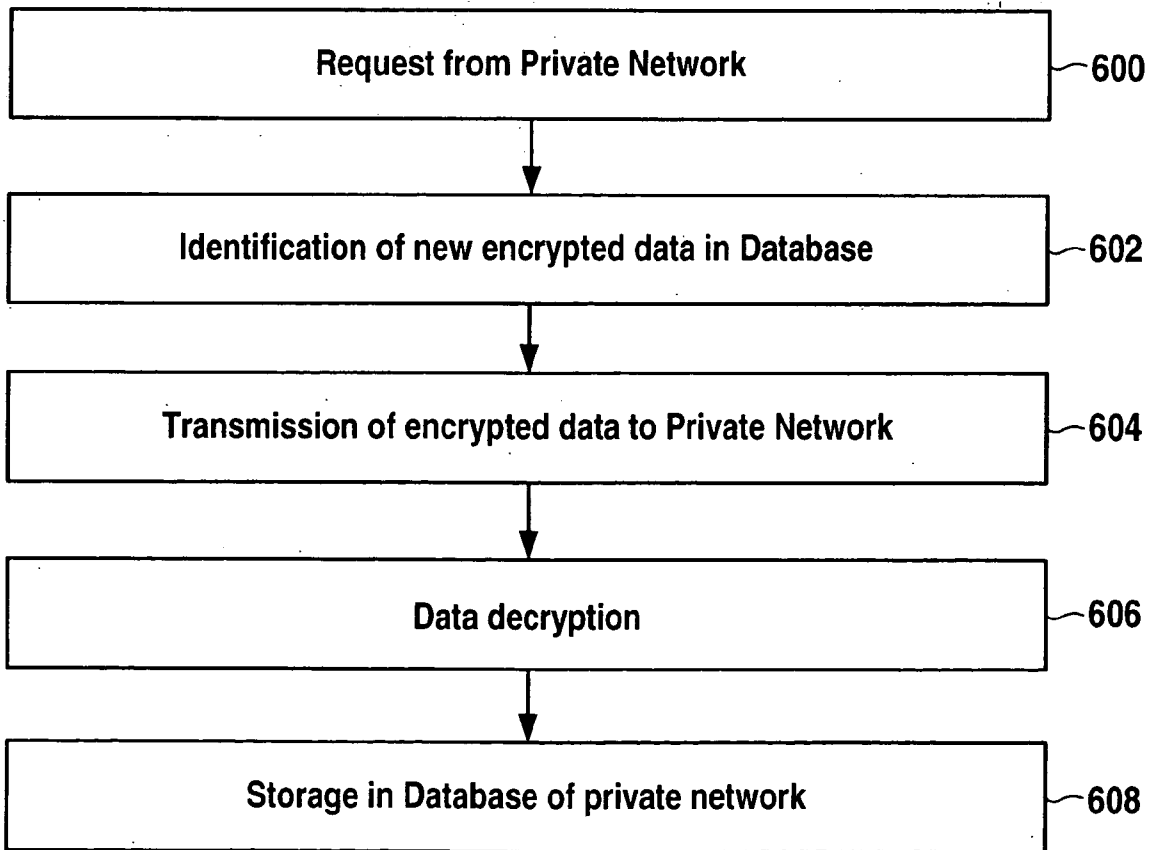 Request from Private Network
600
Identification of new encrypted data in Database
602
Transmission of encrypted data to Private Network
604
Data decryption
606
Storage in Database of private network
608